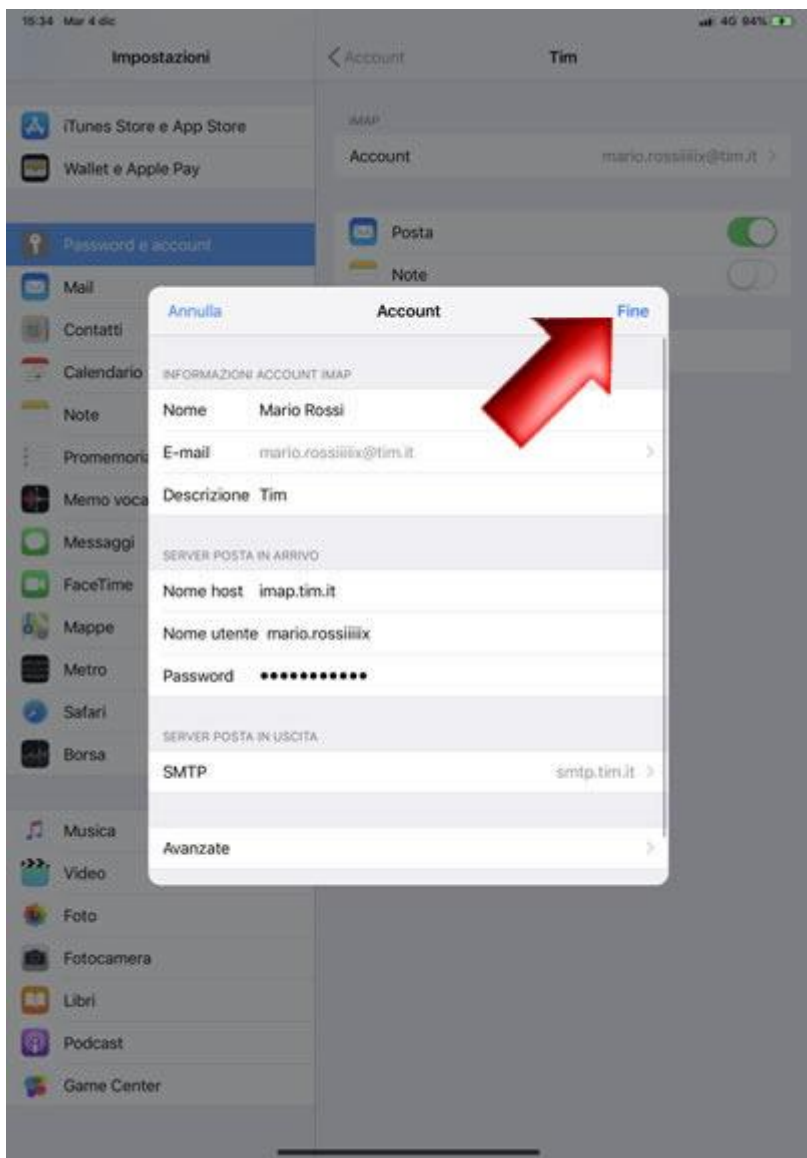 15:34 Mar 4 dic
4G 94%
Impostazioni
Account
Tim
iTunes Store e App Store
Wallet e Apple Pay
Password e account
Mail
Contatti
Calendario
Note
Promemoria
Memo voca
Messaggi
FaceTime
Mappe
Metro
Safari
Borsa
Musica
Video
Foto
Fotocamera
Libri
Podcast
Game Center
IMAP
Account mario.rossiiiiix@tim.it
Posta
Note
Annulla Account Fine
INFORMAZIONI ACCOUNT IMAP
Nome Mario Rossi
E-mail mario.rossiiiiix@tim.it
Descrizione Tim
SERVER POSTA IN ARRIVO
Nome host imap.tim.it
Nome utente mario.rossiiiiix
Password ●●●●●●●●●●●
SERVER POSTA IN USCITA
SMTP smtp.tim.it
Avanzate